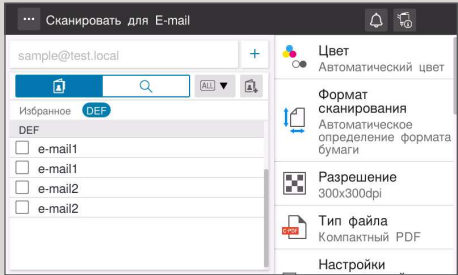 Сканировать для E-mail
sample@test.local
+
ALL
Избранное DEF
DEF
e-mail1
e-mail1
e-mail2
e-mail2
Цвет
Автоматический цвет
Формат
сканирования
Автоматическое
определение формата
бумаги
Разрешение
300x300dpi
C-PDF
Тип файла
Компактный PDF
Настройки